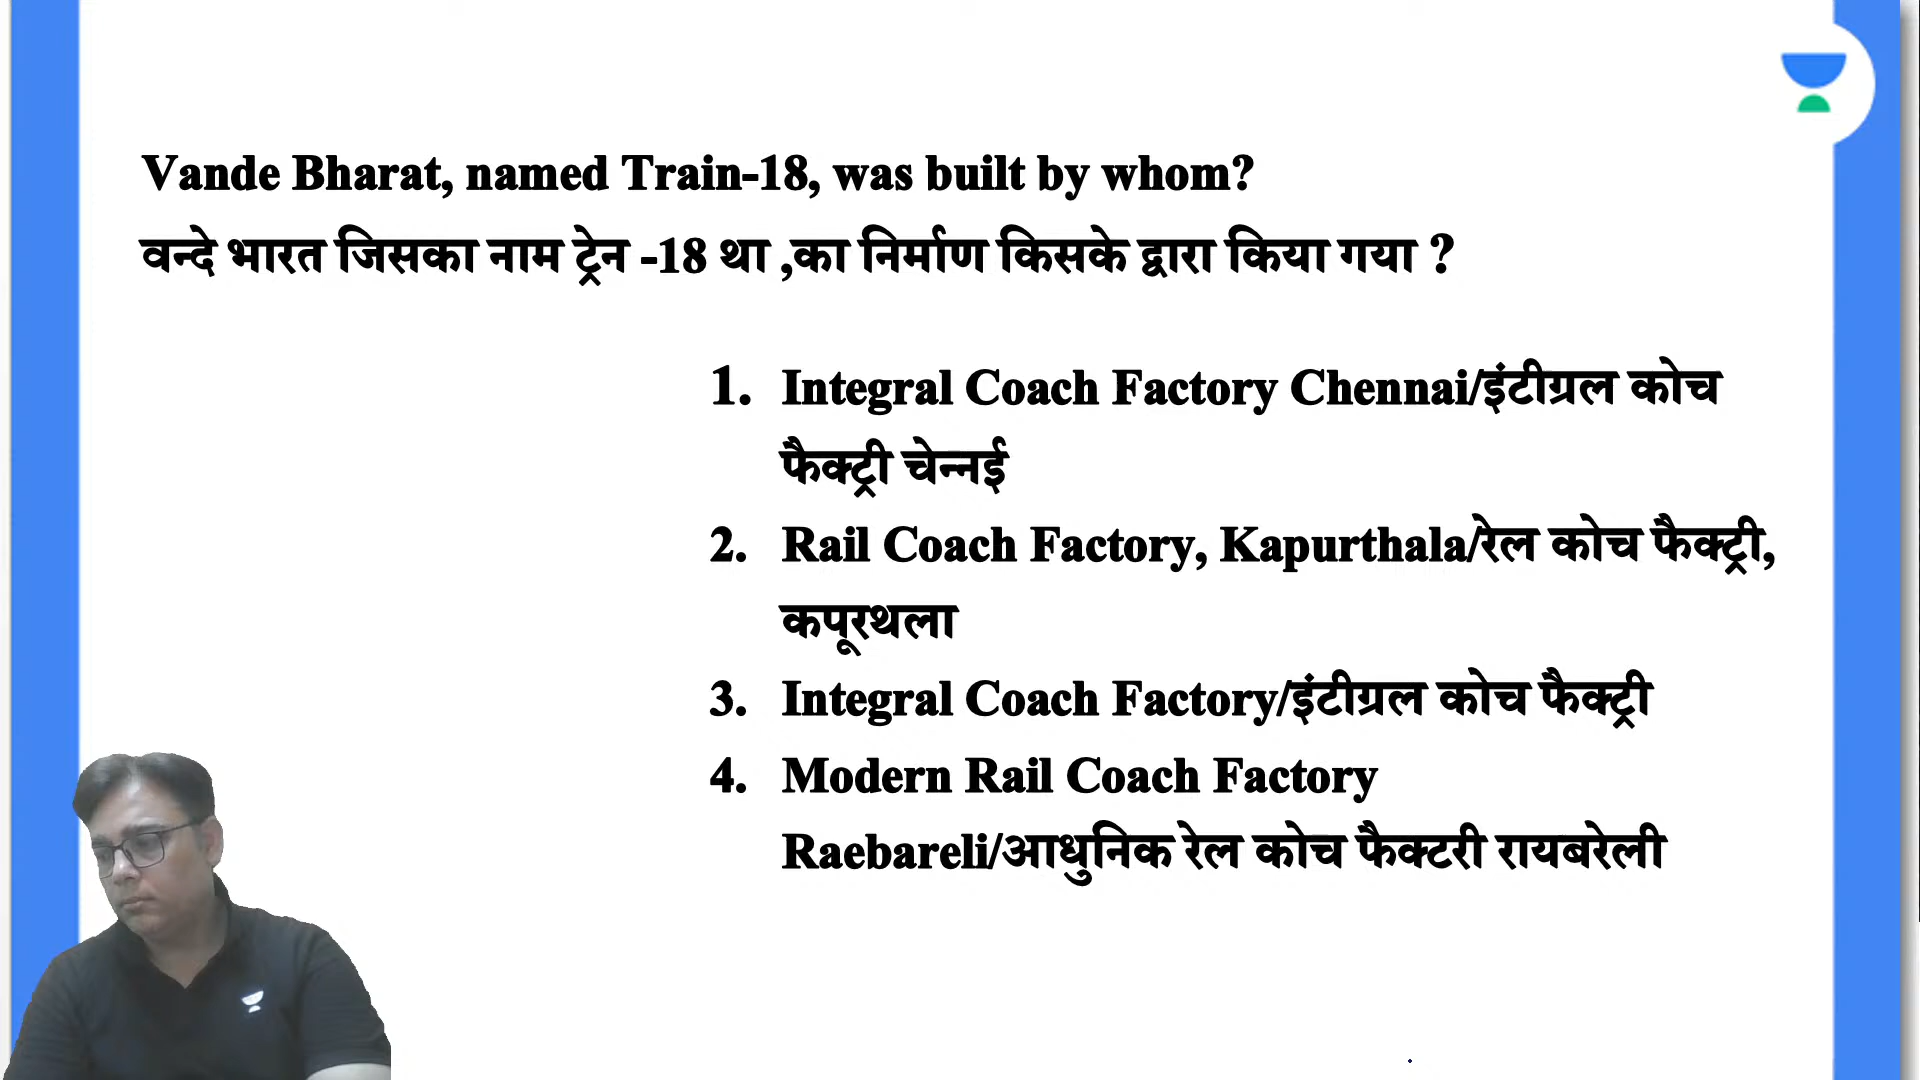 Vande Bharat, named Train-18, was built by whom?
वन्दे भारत जिसका नाम ट्रेन -18 था ,का निर्माण किसके द्वारा किया गया ?
1. Integral Coach Factory Chennai/इंटीग्रल कोच
फैक्ट्री चेन्नई
2. Rail Coach Factory, Kapurthala/रेल कोच फैक्ट्री,
कपूरथला
3. Integral Coach Factory/इंटीग्रल कोच फैक्ट्री
4. Modern Rail Coach Factory
Raebareli/आधुनिक रेल कोच फैक्टरी रायबरेली